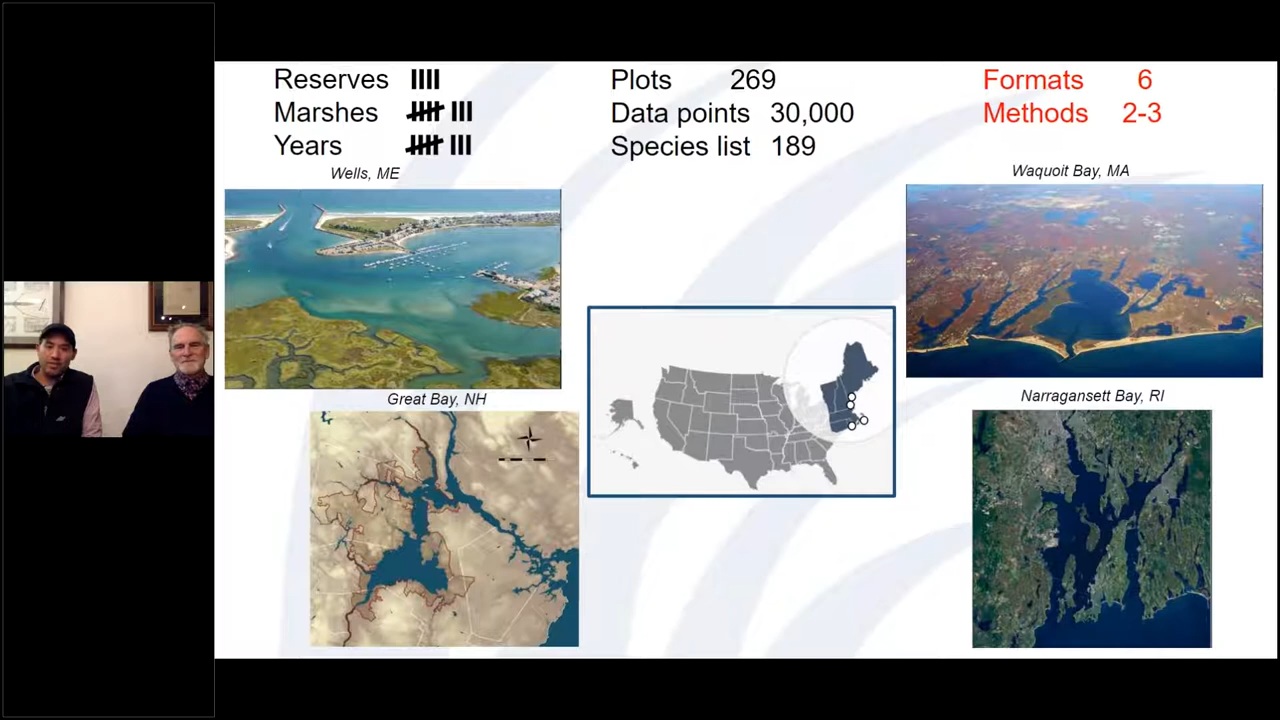 Reserves
Marshes
Years
Plots 269
Data points 30,000
Species list 189
Formats 6
Methods 2-3
Wells, ME
Waquoit Bay, MA
Great Bay, NH
Narragansett Bay, RI